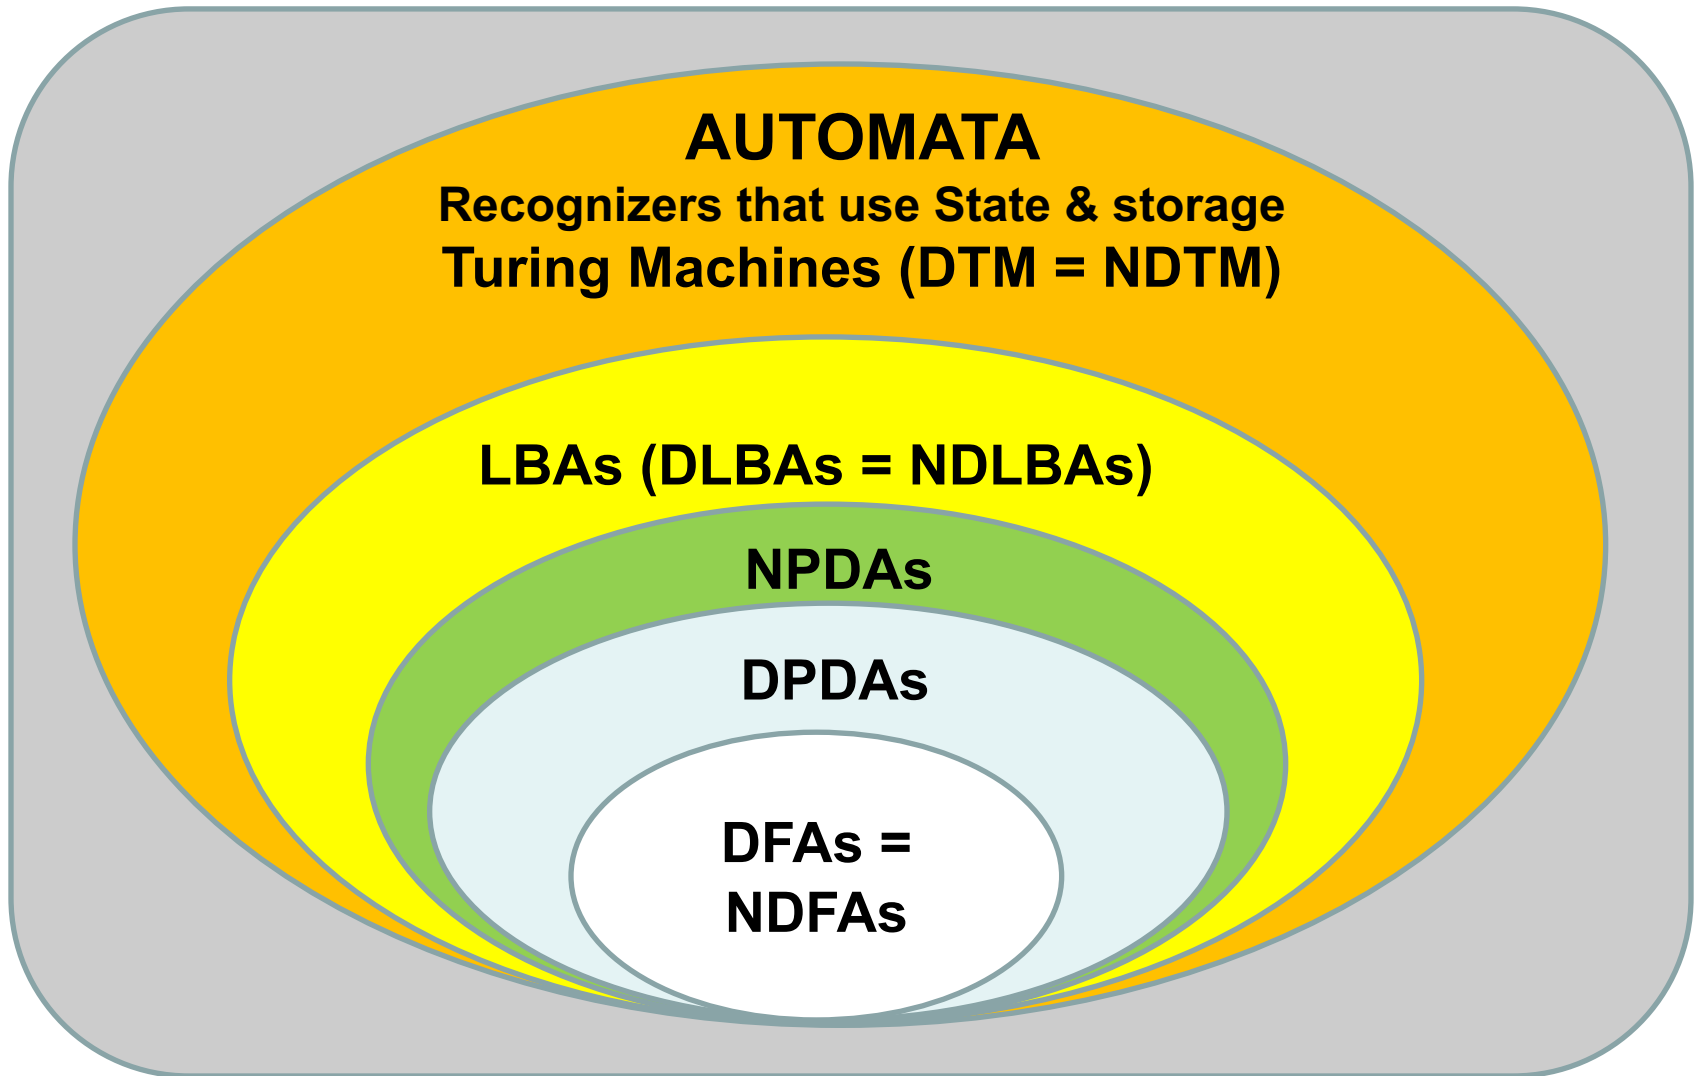 AUTOMATA
Recognizers that use State & storage
Turing Machines (DTM = NDTM)
LBAs (DLBAs = NDLBAs)
NPDAs
DPDAs
DFAs =
NDFAs